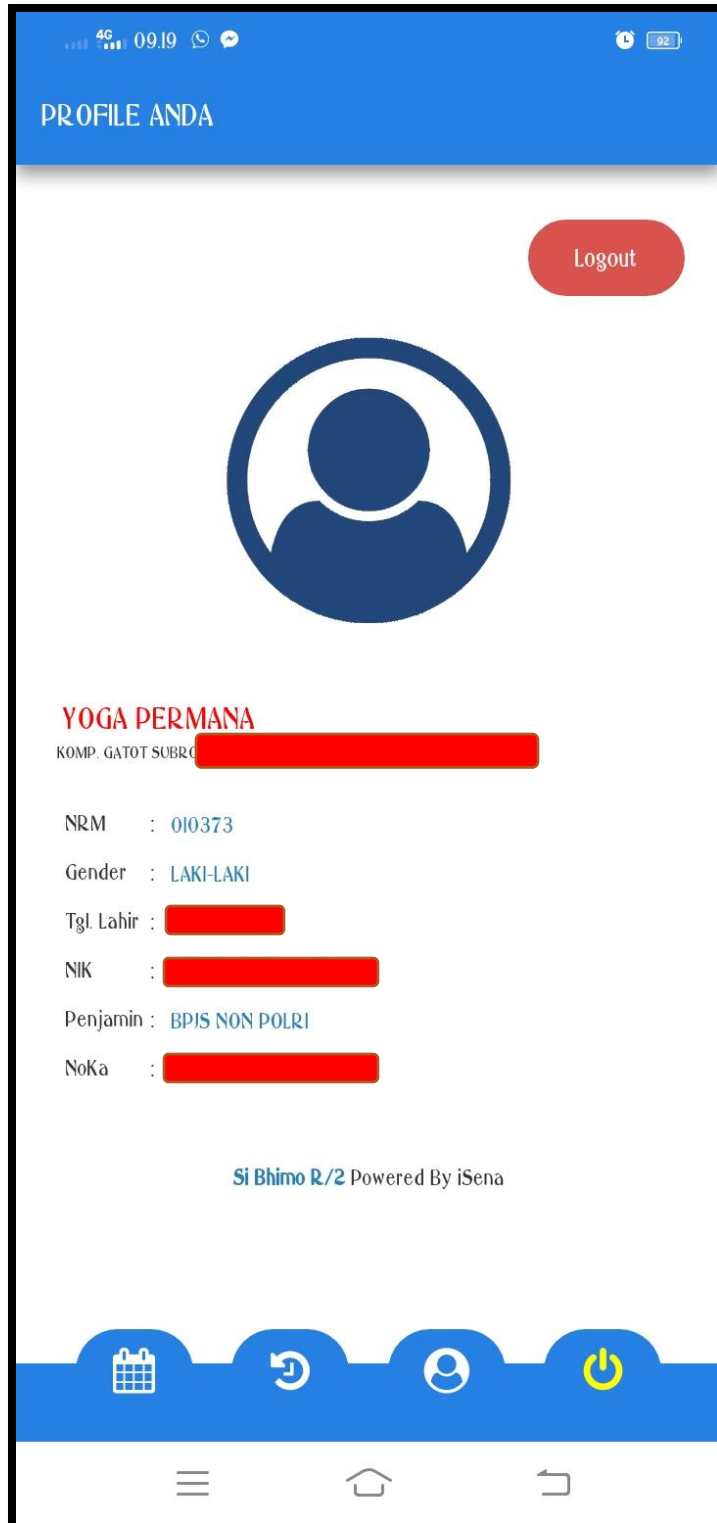 4G 09.19 92
PROFILE ANDA
Logout
YOGA PERMANA
KOMP. GATOT
NRM : 010373
Gender : LAKI-LAKI
Tgl. Lahir :
NIK :
Penjamin : BPJS NON POLRI
NoKa :
Si Bhimo R/2 Powered By iSena